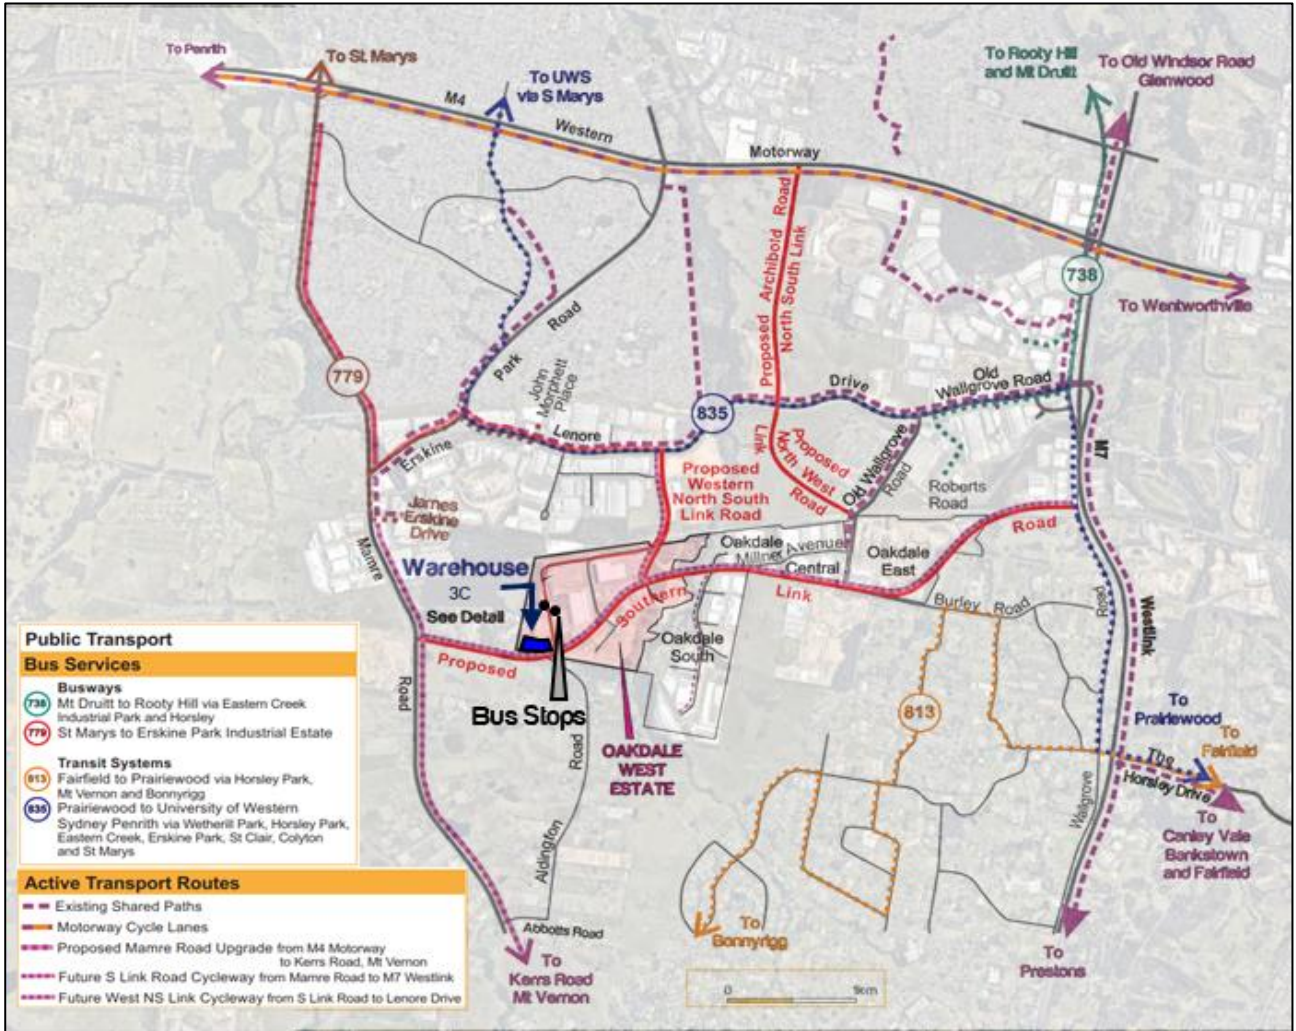 To Penrith
To St. Marys
To UWS
via S Marys
To Rooty Hill
and Mt Druitt
To Old Windsor Road
Glenwood
M4
Western
Motorway
738
To Wentworthville
Proposed Archibold Road
North South Link
779
Park
Road
John
Morphett
Place
835
Drive
Old
Wallgrove Road
Erskine
Lenore
Link
Proposed
North West
Road
Old Wallgrove
Road
M7
Proposed
Western
North South
Link Road
Roberts
Road
James
Erskine
Drive
Mamre
Road
Oakdale
Millner Avenue
Central
Oakdale
East
Road
Warehouse
3C
See Detail
Southern
Link
Burley Road
Road
Westlink
Proposed
Oakdale
South
Bus Stops
Road
Aldington
OAKDALE
WEST
ESTATE
813
To
Prairiewood
To
Fairfield
The
Horsley Drive
Wallgrove
To
Canley Vale
Bankstown
and Fairfield
Abbotts Road
To
Kerrs Road
Mt Vernon
To
Bonnyrigg
To
Prestons
0
1km
Public Transport
Bus Services
Busways
738
Mt Druitt to Rooty Hill via Eastern Creek
Industrial Park and Horsley
779
St Marys to Erskine Park Industrial Estate
Transit Systems
813
Fairfield to Prairiewood via Horsley Park,
Mt Vernon and Bonnyrigg
835
Prairiewood to University of Western
Sydney Penrith via Wetherill Park, Horsley Park,
Eastern Creek, Erskine Park, St Clair, Colyton
and St Marys
Active Transport Routes
Existing Shared Paths
Motorway Cycle Lanes
Proposed Mamre Road Upgrade from M4 Motorway
to Kerrs Road, Mt Vernon
Future S Link Road Cycleway from Mamre Road to M7 Westlink
Future West NS Link Cycleway from S Link Road to Lenore Drive